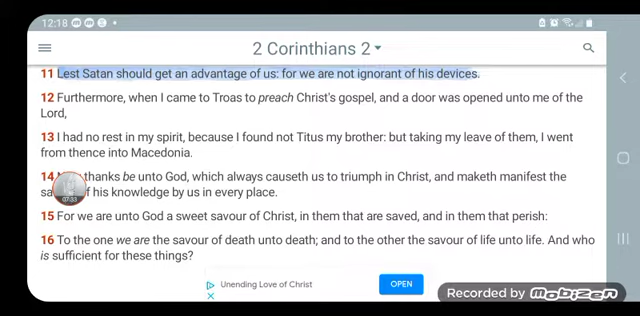 12:18
2 Corinthians 2
11 Lest Satan should get an advantage of us: for we are not ignorant of his devices.
12 Furthermore, when I came to Troas to preach Christ's gospel, and a door was opened unto me of the
Lord,
13 I had no rest in my spirit, because I found not Titus my brother: but taking my leave of them, I went
from thence into Macedonia.
14 thanks be unto God, which always causeth us to triumph in Christ, and maketh manifest the
of his knowledge by us in every place.
07:33
15 For we are unto God a sweet savour of Christ, in them that are saved, and in them that perish:
16 To the one we are the savour of death unto death; and to the other the savour of life unto life. And who
is sufficient for these things?
Unending Love of Christ
OPEN
Recorded by Mobizen